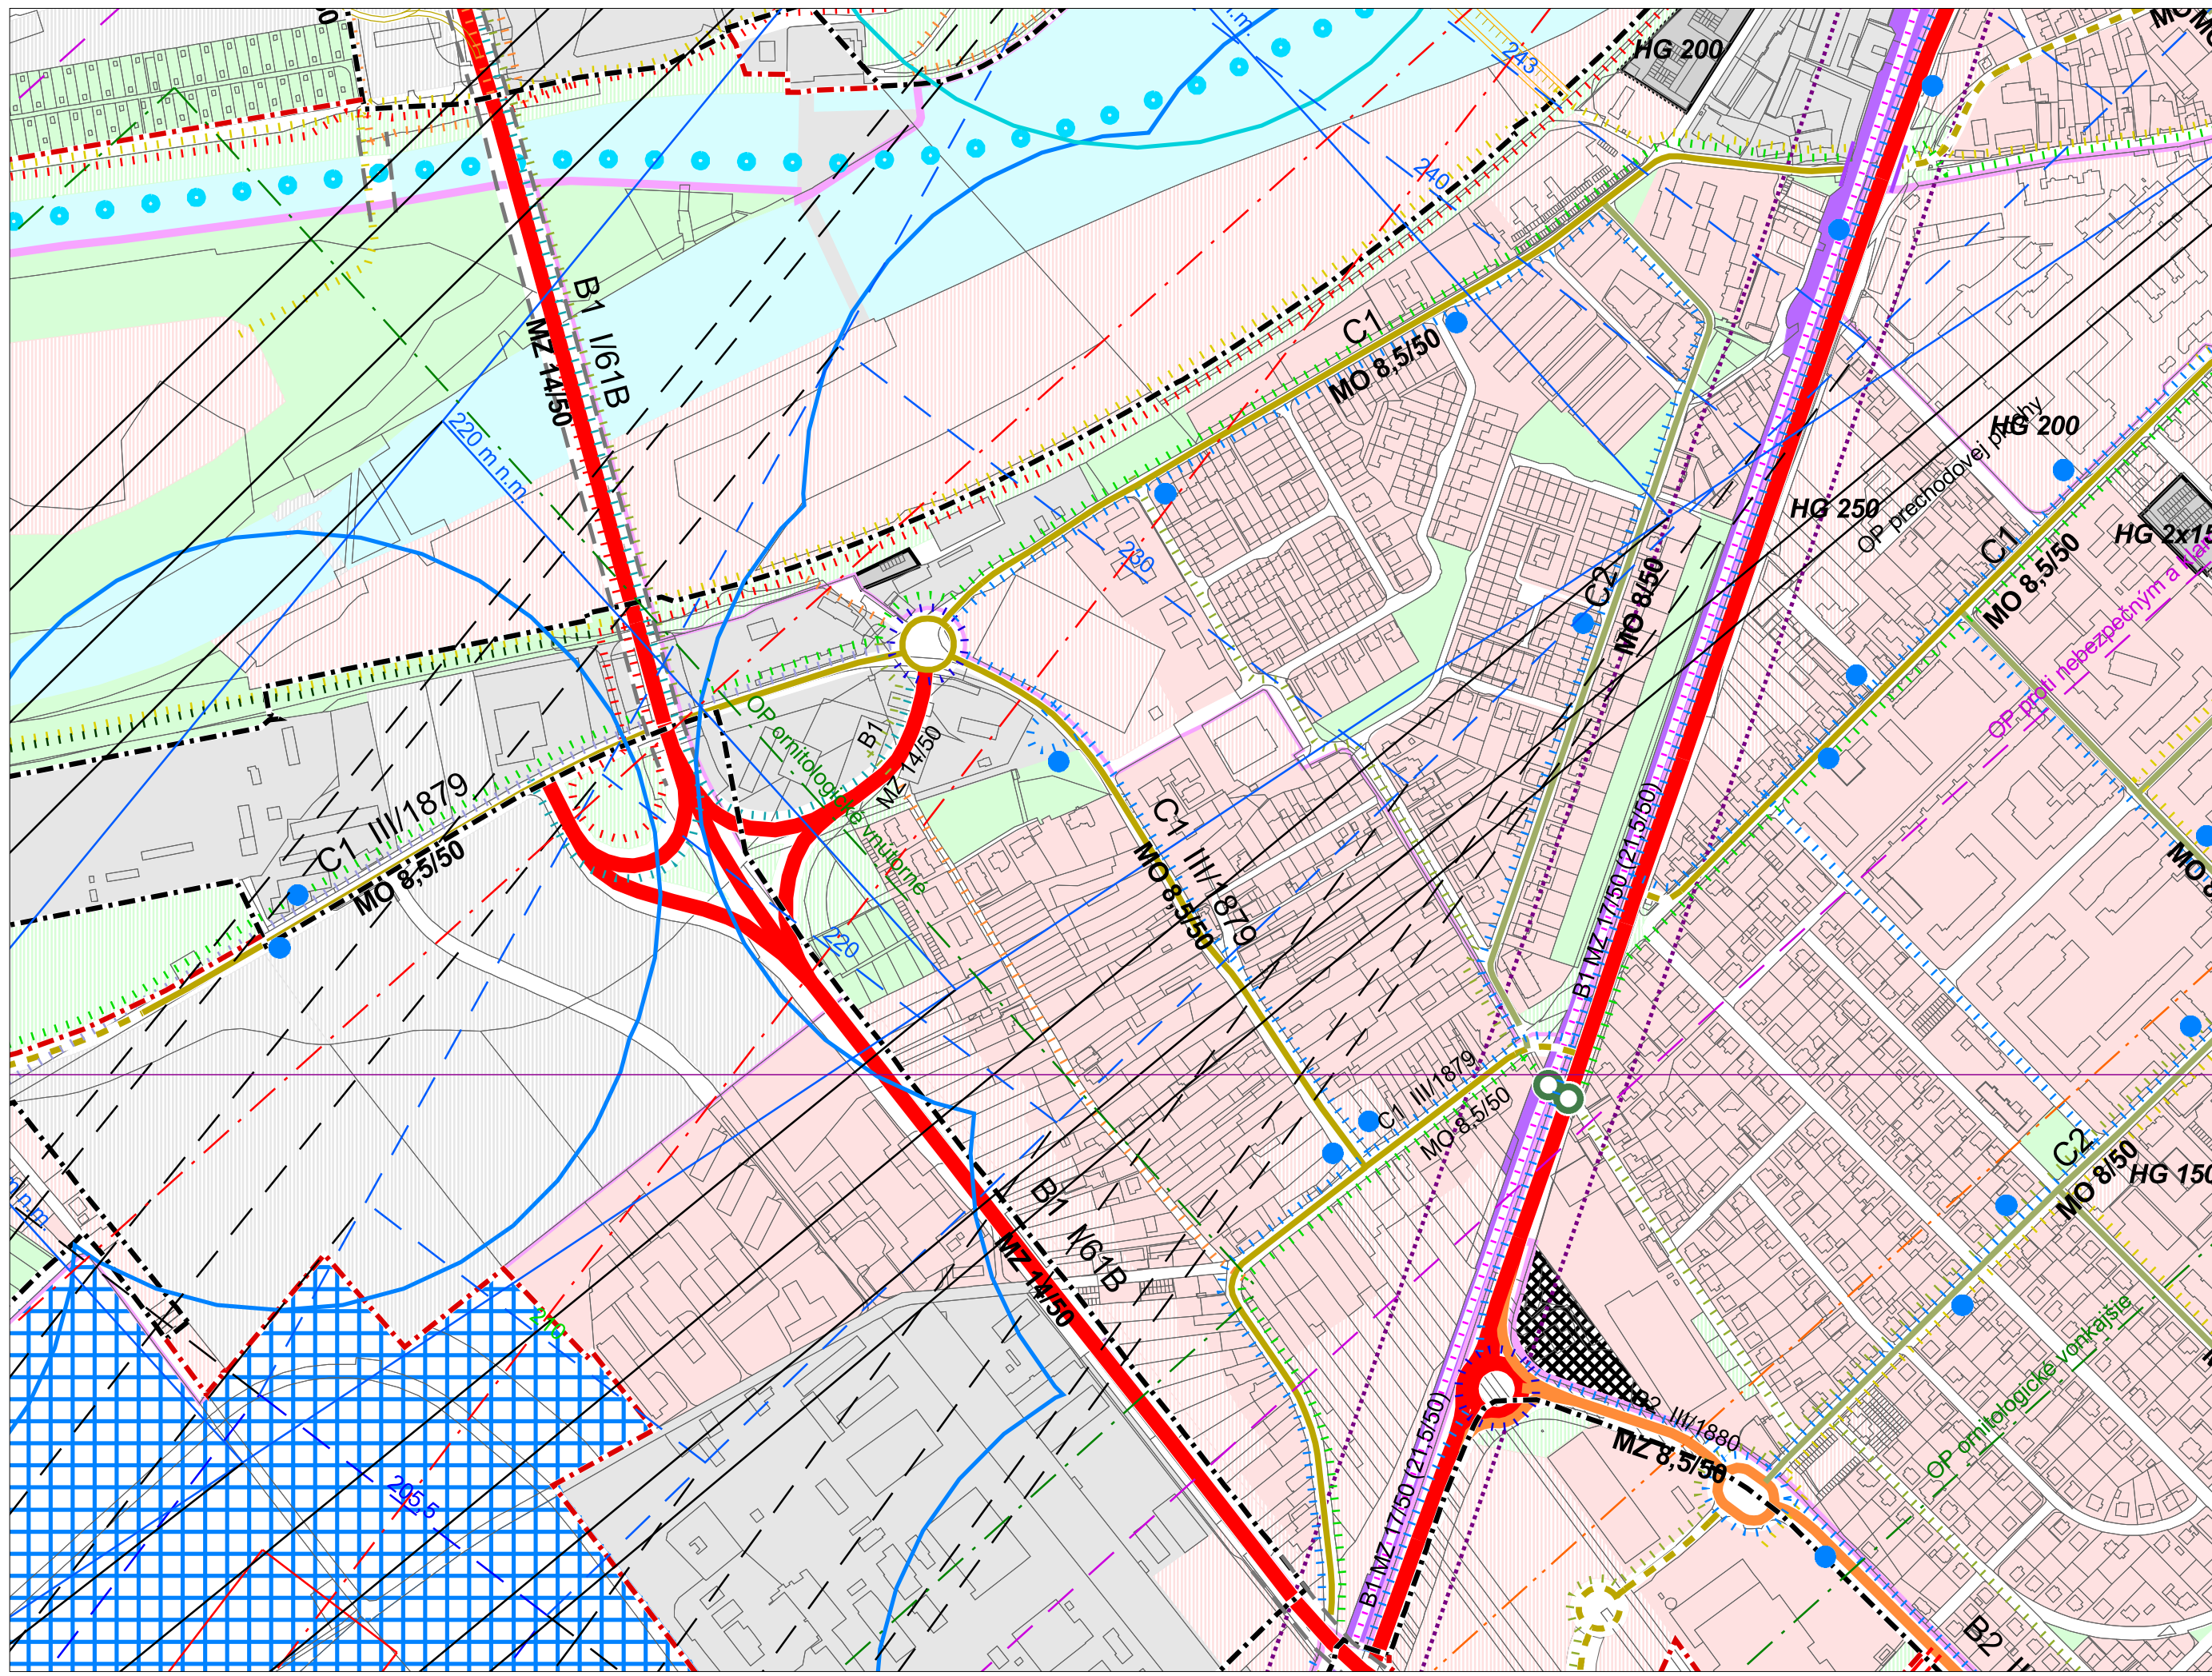 HG 200
243
240
B1 I/61B
MZ 14/50
C1
MO 8,5/50
220 m n.m.
HG 200
OP prechodovej plochy
HG 250
C1
MO 8,5/50
HG 2x15
230
C2
MO 8/50
OP proti nebezpečným a
OP ornitologické vnútorné
B1
MZ 14/50
C1 III/1879
MO 8,5/50
C1 III/1879
MO 8,5/50
B1 MZ 17/50 (21,5/50)
220
C1 III/1879
MO 8,5/50
C2
MO 8/50
HG 150
n.m.
B1 I/61B
MZ 14/50
210
OP ornitologické vonkajšie
B2 III/1880
MZ 8,5/50
B1 MZ 17/50 (21,5/50)
205,5
B2